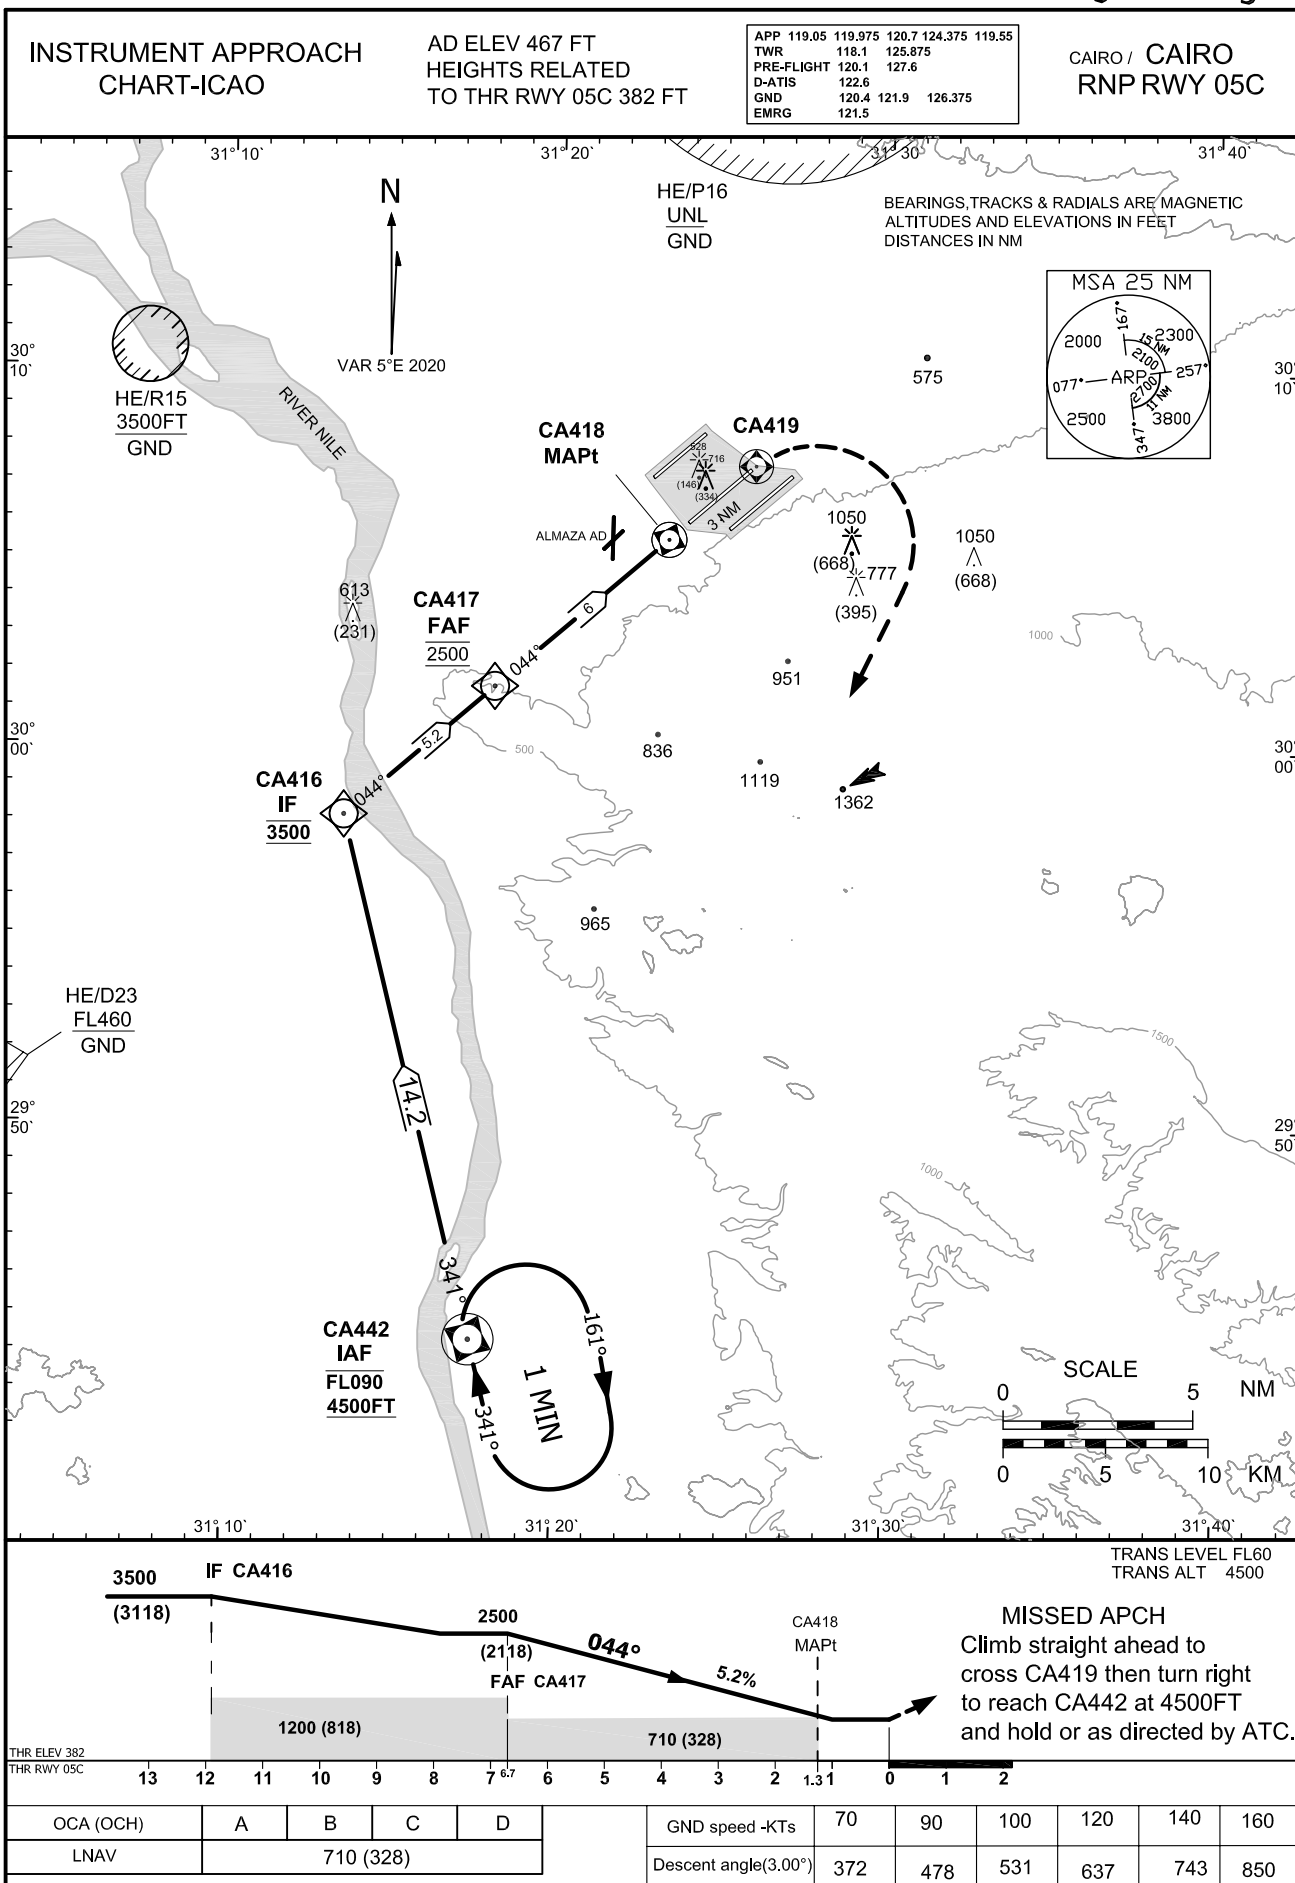 INSTRUMENT APPROACH
CHART-ICAO
AD ELEV 467 FT
HEIGHTS RELATED
TO THR RWY 05C 382 FT
APP 119.05 119.975 120.7 124.375 119.55
TWR 118.1 125.875
PRE-FLIGHT 120.1 127.6
D-ATIS 122.6
GND 120.4 121.9 126.375
EMRG 121.5
CAIRO / CAIRO
RNP RWY 05C
31°10` 31°20` 31°30` 31°40`
N
VAR 5°E 2020
HE/P16
UNL
GND
BEARINGS,TRACKS & RADIALS ARE MAGNETIC
ALTITUDES AND ELEVATIONS IN FEET
DISTANCES IN NM
MSA 25 NM
167°
2000
2300
15 NM
2100
077°
ARP
257°
2700
11 NM
2500
3800
347°
30°
10`
30°
10`
HE/R15
3500FT
GND
RIVER NILE
575
CA418
MAPt
CA419
528
716
(146)
(334)
3 NM
ALMAZA AD
1050
(668)
777
(395)
1050
(668)
613
(231)
CA417
FAF
2500
6
044°
1000
951
30°
00`
30°
00`
5.2
500
836
1119
1362
CA416
IF
3500
044°
965
HE/D23
FL460
GND
1500
14.2
29°
50`
29°
50`
1000
341°
CA442
IAF
FL090
4500FT
161°
1 MIN
341°
SCALE
0 5 NM
0 5 10 KM
31°10` 31°20` 31°30` 31°40`
TRANS LEVEL FL60
TRANS ALT 4500
3500
(3118)
IF CA416
2500
(2118)
FAF CA417
044°
5.2%
CA418
MAPt
MISSED APCH
Climb straight ahead to
cross CA419 then turn right
to reach CA442 at 4500FT
and hold or as directed by ATC.
1200 (818)
710 (328)
THR ELEV 382
THR RWY 05C
13 12 11 10 9 8 7 6.7 6 5 4 3 2 1.3 1 0 1 2
OCA (OCH) A B C D
LNAV 710 (328)
GND speed -KTs 70 90 100 120 140 160
Descent angle(3.00°) 372 478 531 637 743 850